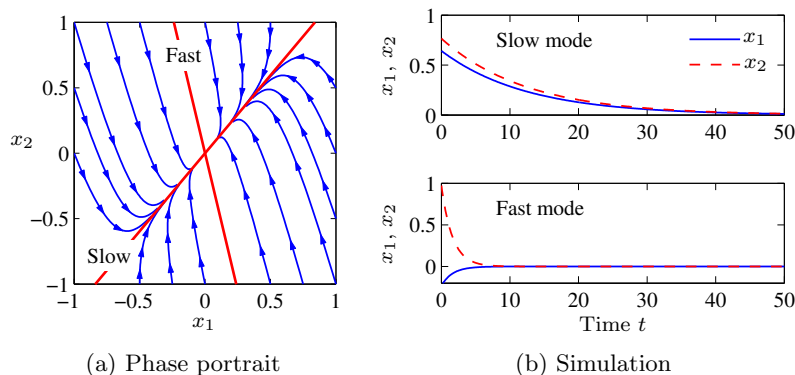 1
0.5
0
−0.5
−1
x2
Fast
Slow
−1 −0.5 0 0.5 1
x1
(a) Phase portrait
1
0.5
0
x1, x2
Slow mode
x1
x2
0 10 20 30 40 50
1
0.5
0
x1, x2
Fast mode
0 10 20 30 40 50
Time t
(b) Simulation